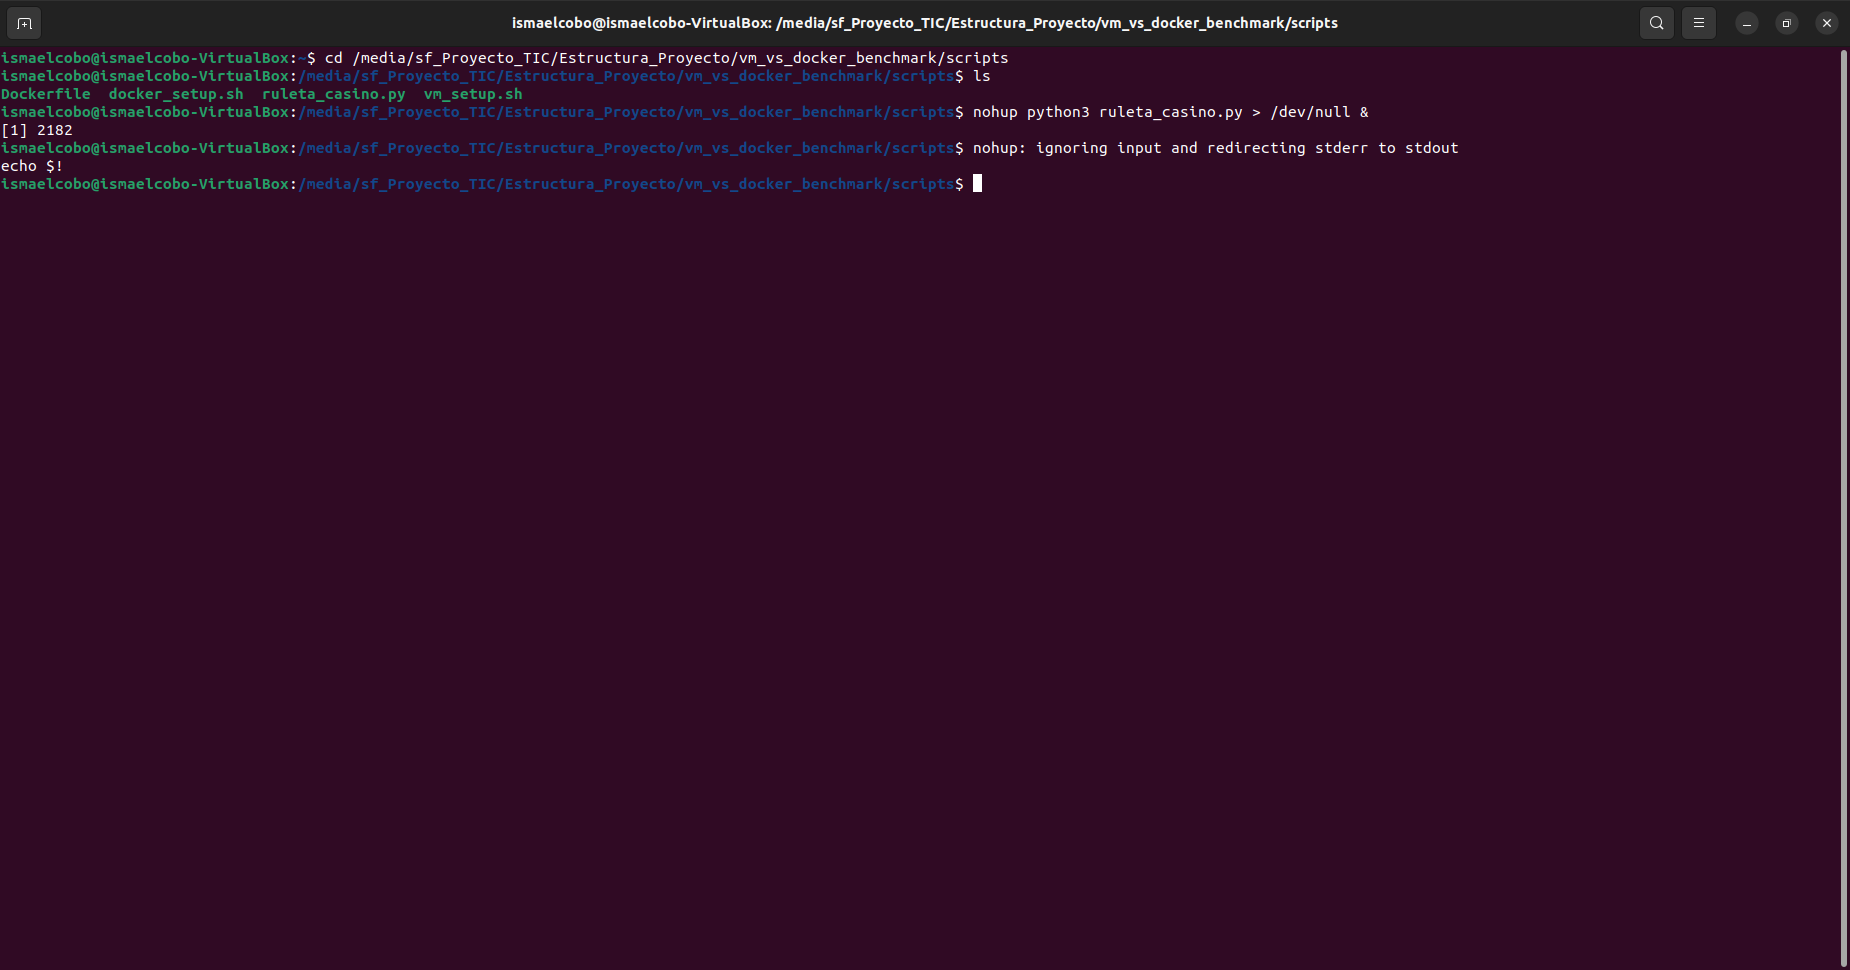 ismaelcobo@ismaelcobo-VirtualBox: /media/sf_Proyecto_TIC/Estructura_Proyecto/vm_vs_docker_benchmark/scripts
ismaelcobo@ismaelcobo-VirtualBox:~$ cd /media/sf_Proyecto_TIC/Estructura_Proyecto/vm_vs_docker_benchmark/scripts
ismaelcobo@ismaelcobo-VirtualBox:/media/sf_Proyecto_TIC/Estructura_Proyecto/vm_vs_docker_benchmark/scripts$ ls
Dockerfile  docker_setup.sh  ruleta_casino.py  vm_setup.sh
ismaelcobo@ismaelcobo-VirtualBox:/media/sf_Proyecto_TIC/Estructura_Proyecto/vm_vs_docker_benchmark/scripts$ nohup python3 ruleta_casino.py > /dev/null &
[1] 2182
ismaelcobo@ismaelcobo-VirtualBox:/media/sf_Proyecto_TIC/Estructura_Proyecto/vm_vs_docker_benchmark/scripts$ nohup: ignoring input and redirecting stderr to stdout
echo $!
ismaelcobo@ismaelcobo-VirtualBox:/media/sf_Proyecto_TIC/Estructura_Proyecto/vm_vs_docker_benchmark/scripts$